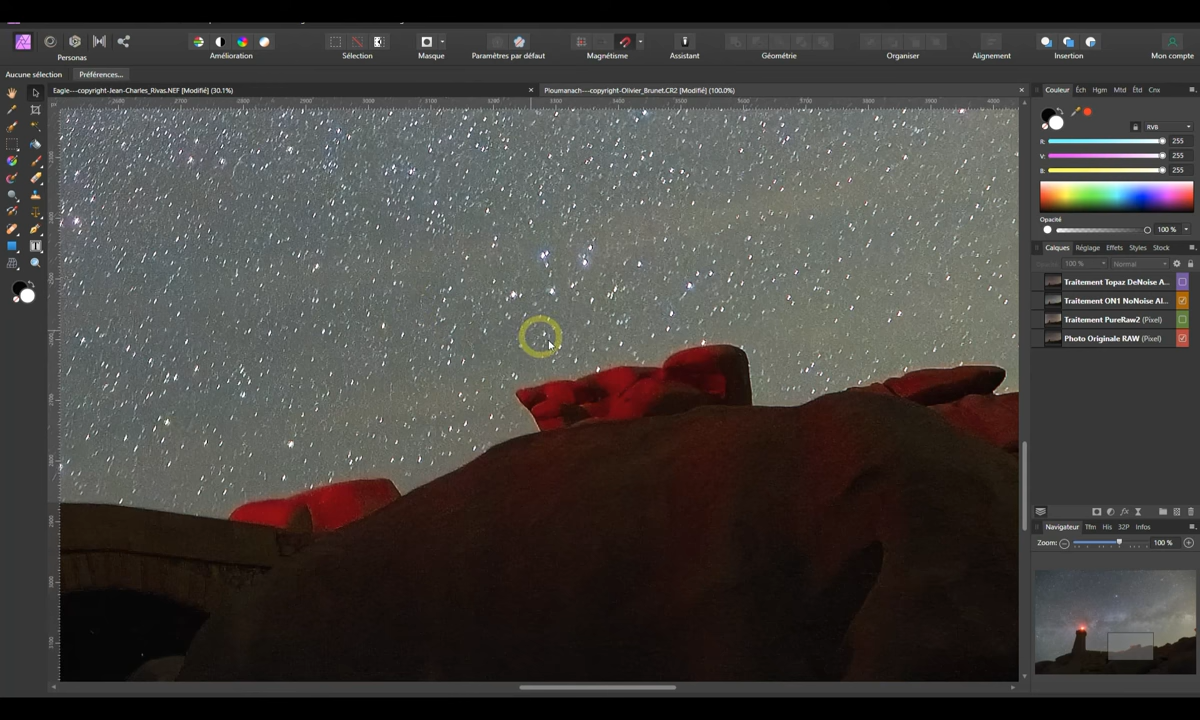 Personas
Amélioration
Sélection
Masque
Paramètres par défaut
Magnétisme
Assistant
Géométrie
Organiser
Alignement
Insertion
Mon compte
Aucune sélection
Préférences...
Eagle---copyright-Jean-Charles_Rivas.NEF [Modifié] (30.1%)
Ploumanach---copyright-Olivier_Brunet.CR2 [Modifié] (100.0%)
Couleur Éch Hgm Mtd Étd Cnx
RVB
R: 255
V: 255
B: 255
Opacité
100 %
Calques Réglage Effets Styles Stock
100 % Normal
Traitement Topaz DeNoise A...
Traitement ON1 NoNoise AI...
Traitement PureRaw2 (Pixel)
Photo Originale RAW (Pixel)
Navigateur Tfm His 32P Infos
Zoom: 100 %